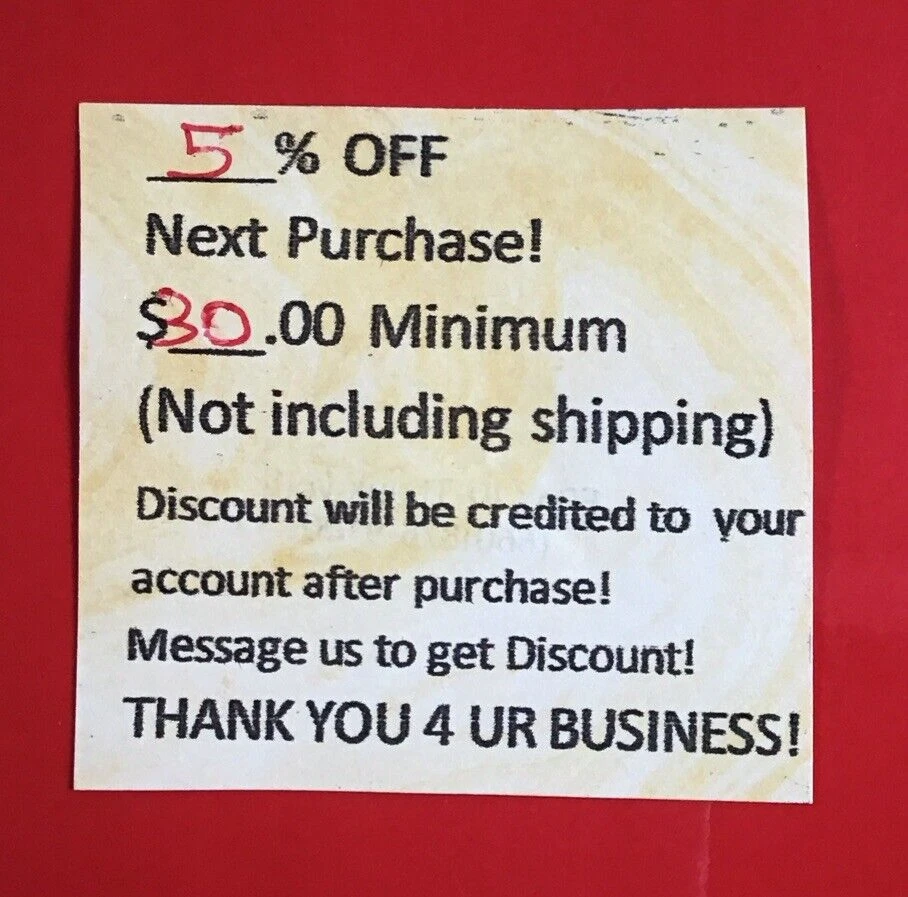 5% OFF
Next Purchase!
$30.00 Minimum
(Not including shipping)
Discount will be credited to your
account after purchase!
Message us to get Discount!
THANK YOU 4 UR BUSINESS!